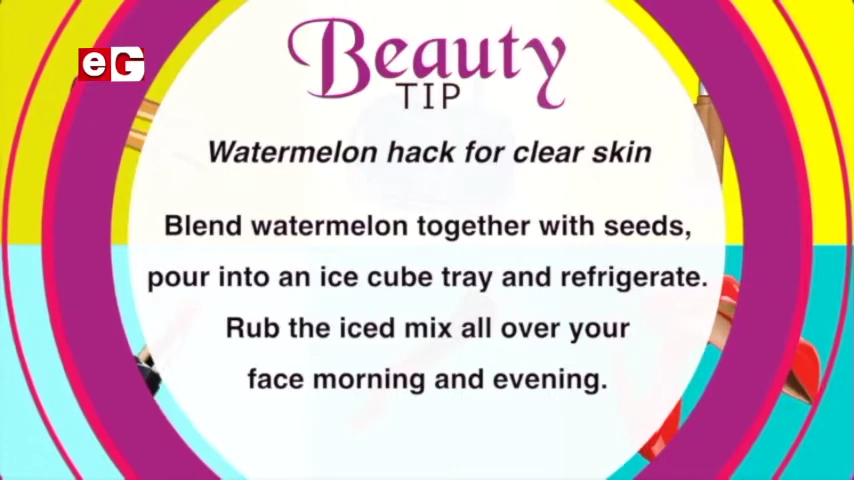 eG
Beauty
TIP
Watermelon hack for clear skin
Blend watermelon together with seeds,
pour into an ice cube tray and refrigerate.
Rub the iced mix all over your
face morning and evening.